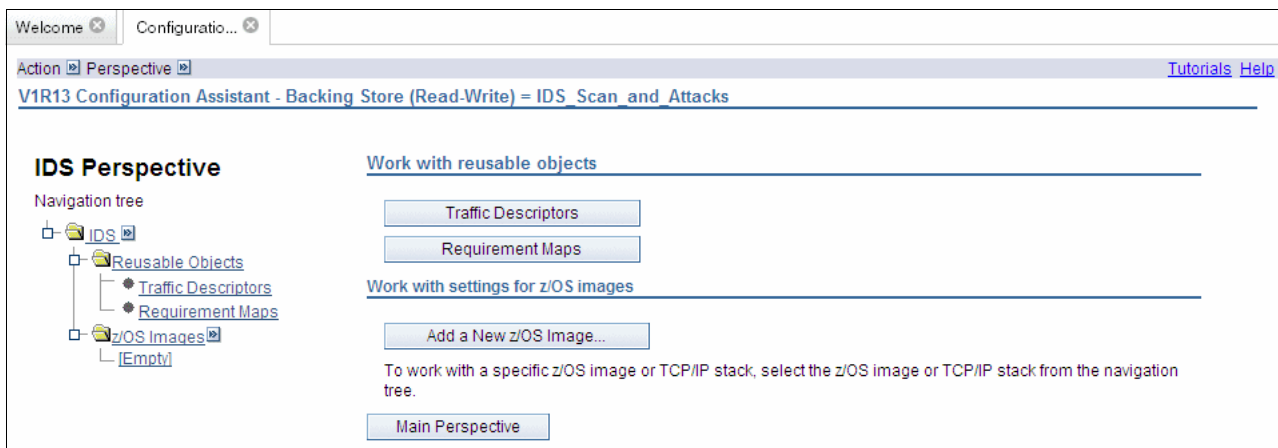 Welcome
Configuratio...
Action Perspective
Tutorials Help
V1R13 Configuration Assistant - Backing Store (Read-Write) = IDS_Scan_and_Attacks
IDS Perspective
Navigation tree
IDS
Reusable Objects
Traffic Descriptors
Requirement Maps
z/OS Images
[Empty]
Work with reusable objects
Traffic Descriptors
Requirement Maps
Work with settings for z/OS images
Add a New z/OS Image...
To work with a specific z/OS image or TCP/IP stack, select the z/OS image or TCP/IP stack from the navigation
tree.
Main Perspective